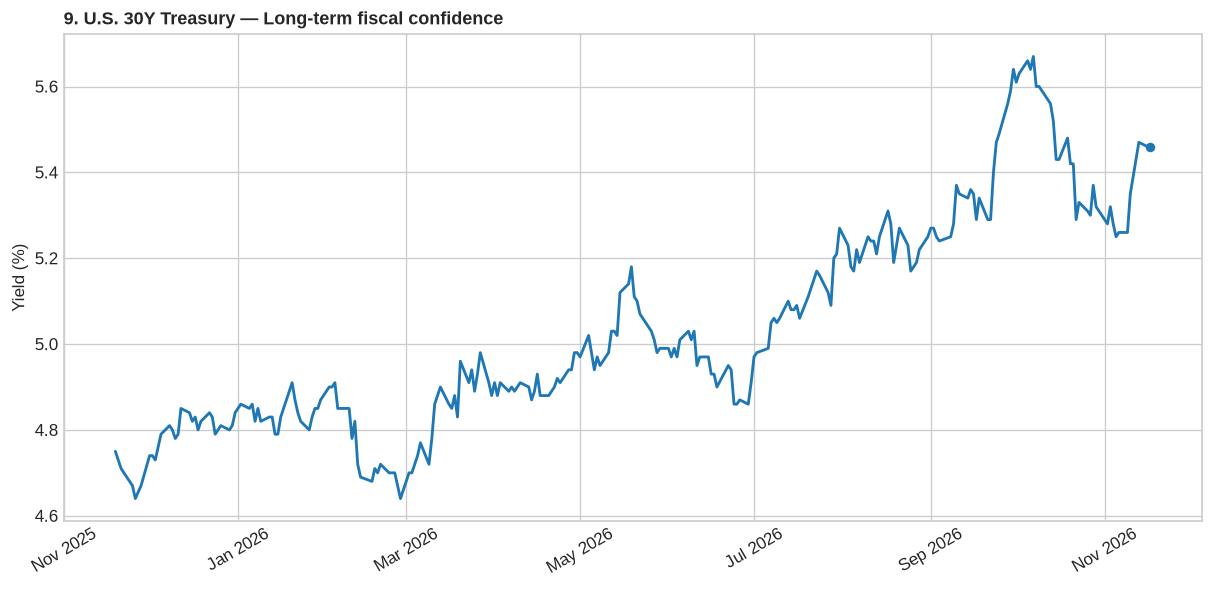 9. U.S. 30Y Treasury — Long-term fiscal confidence
Yield (%)
5.6
5.4
5.2
5.0
4.8
4.6
Nov 2025
Jan 2026
Mar 2026
May 2026
Jul 2026
Sep 2026
Nov 2026